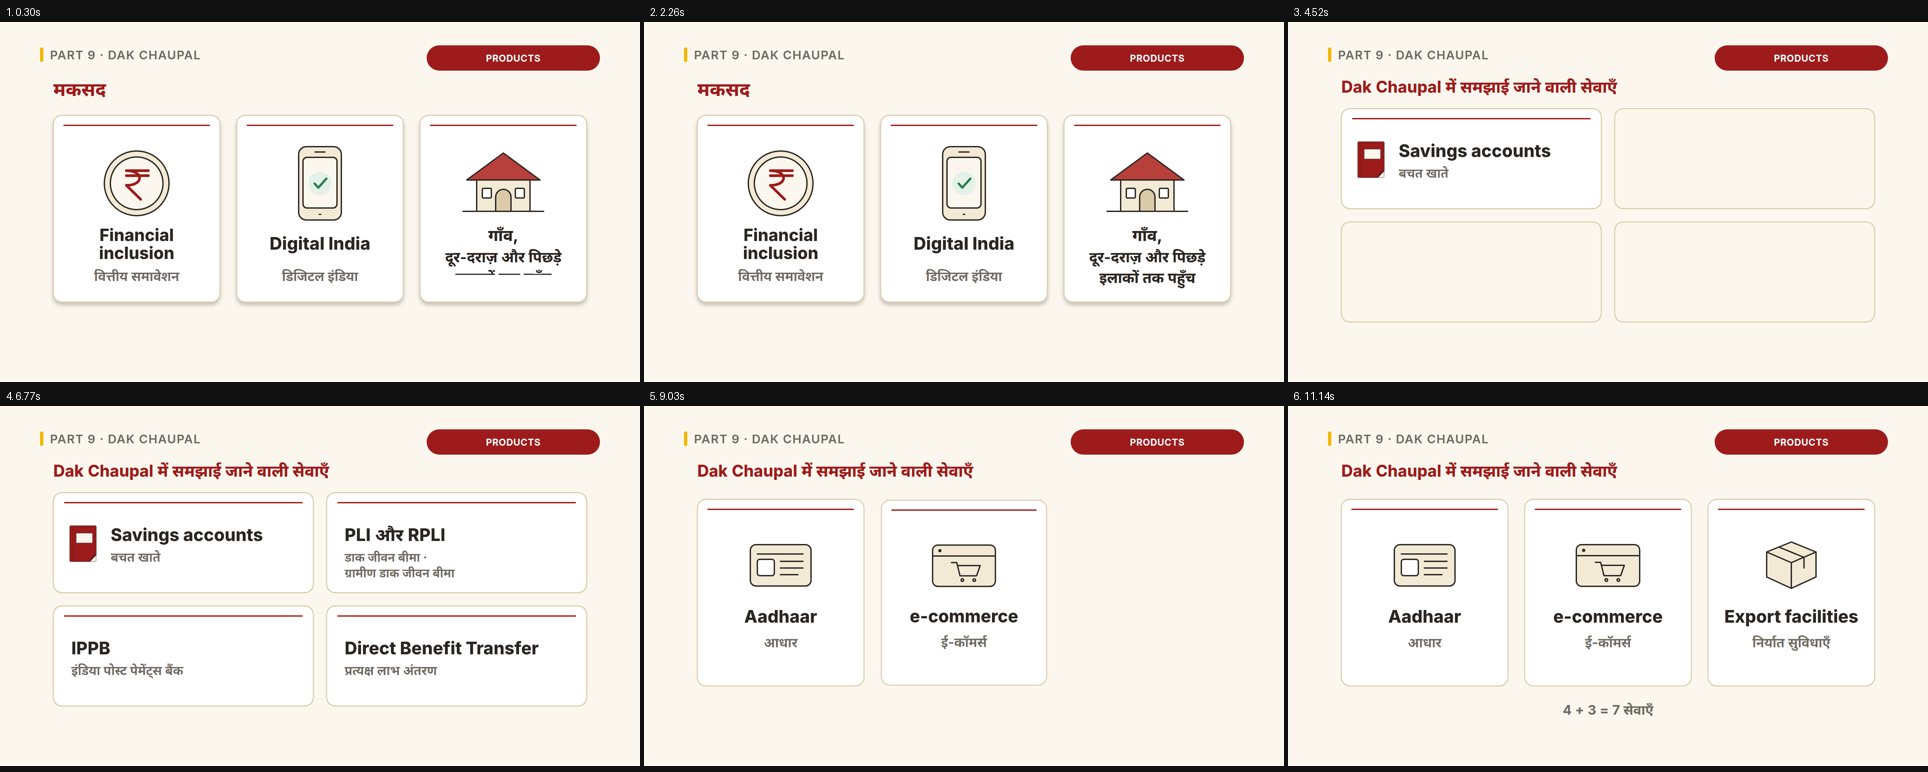 1. 0.30s
PART 9 · DAK CHAUPAL
PRODUCTS
मकसद
₹
Financial
inclusion
वित्तीय समावेशन
Digital India
डिजिटल इंडिया
गाँव,
दूर-दराज़ और पिछड़े
2. 2.26s
PART 9 · DAK CHAUPAL
PRODUCTS
मकसद
₹
Financial
inclusion
वित्तीय समावेशन
Digital India
डिजिटल इंडिया
गाँव,
दूर-दराज़ और पिछड़े
इलाकों तक पहुँच
3. 4.52s
PART 9 · DAK CHAUPAL
PRODUCTS
Dak Chaupal में समझाई जाने वाली सेवाएँ
Savings accounts
बचत खाते
4. 6.77s
PART 9 · DAK CHAUPAL
PRODUCTS
Dak Chaupal में समझाई जाने वाली सेवाएँ
Savings accounts
बचत खाते
PLI और RPLI
डाक जीवन बीमा ·
ग्रामीण डाक जीवन बीमा
IPPB
इंडिया पोस्ट पेमेंट्स बैंक
Direct Benefit Transfer
प्रत्यक्ष लाभ अंतरण
5. 9.03s
PART 9 · DAK CHAUPAL
PRODUCTS
Dak Chaupal में समझाई जाने वाली सेवाएँ
Aadhaar
आधार
e-commerce
ई-कॉमर्स
6. 11.14s
PART 9 · DAK CHAUPAL
PRODUCTS
Dak Chaupal में समझाई जाने वाली सेवाएँ
Aadhaar
आधार
e-commerce
ई-कॉमर्स
Export facilities
निर्यात सुविधाएँ
4 + 3 = 7 सेवाएँ